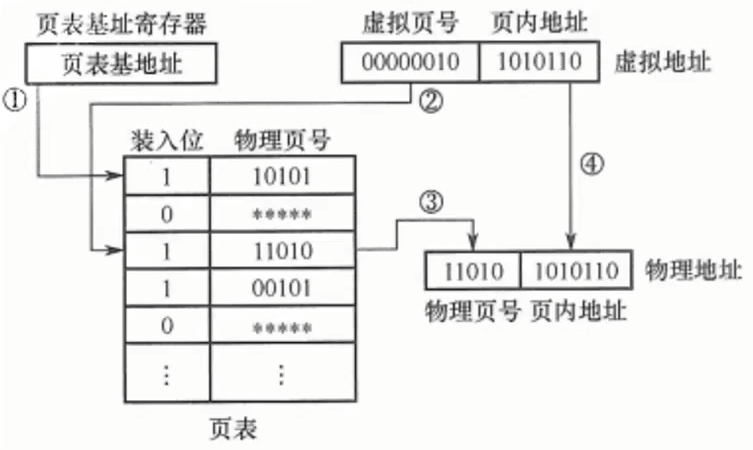 页表基址寄存器
页表基地址
虚拟页号 页内地址
00000010 1010110 虚拟地址
①
②
装入位 物理页号
1 10101
0 *****
1 11010
1 00101
0 *****
⋮ ⋮
页表
③
④
11010 1010110 物理地址
物理页号 页内地址